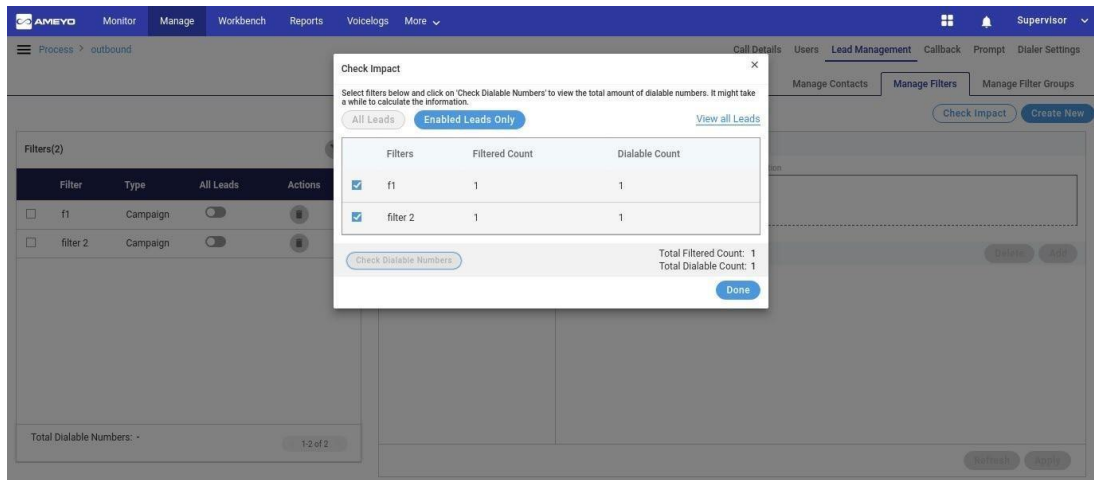 AMEYO Monitor Manage Workbench Reports Voicelogs More Supervisor
Process > outbound
Call Details Users Lead Management Callback Prompt Dialer Settings
Manage Contacts Manage Filters Manage Filter Groups
Check Impact Create New
Filters(2)
Filter Type All Leads Actions
f1 Campaign
filter 2 Campaign
Total Dialable Numbers: -
1-2 of 2
Check Impact
Select filters below and click on 'Check Dialable Numbers' to view the total amount of dialable numbers. It might take
a while to calculate the information.
All Leads Enabled Leads Only View all Leads
Filters Filtered Count Dialable Count
f1 1 1
filter 2 1 1
Check Dialable Numbers
Total Filtered Count: 1
Total Dialable Count: 1
Done
Delete Add
Refresh Apply